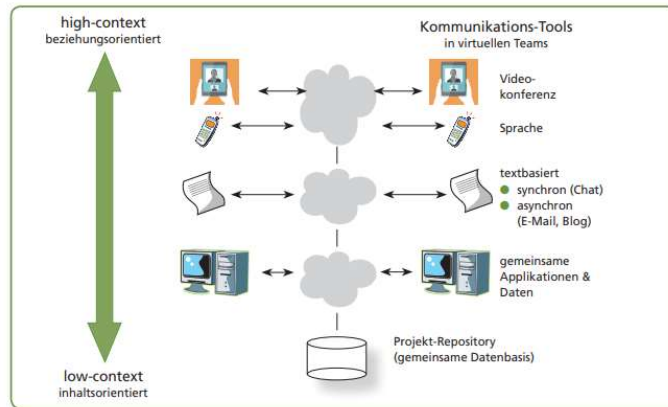 high-context
beziehungsorientiert
Kommunikations-Tools
in virtuellen Teams
Video-
konferenz
Sprache
textbasiert
synchron (Chat)
asynchron
(E-Mail, Blog)
gemeinsame
Applikationen &
Daten
Projekt-Repository
(gemeinsame Datenbasis)
low-context
inhaltsorientiert